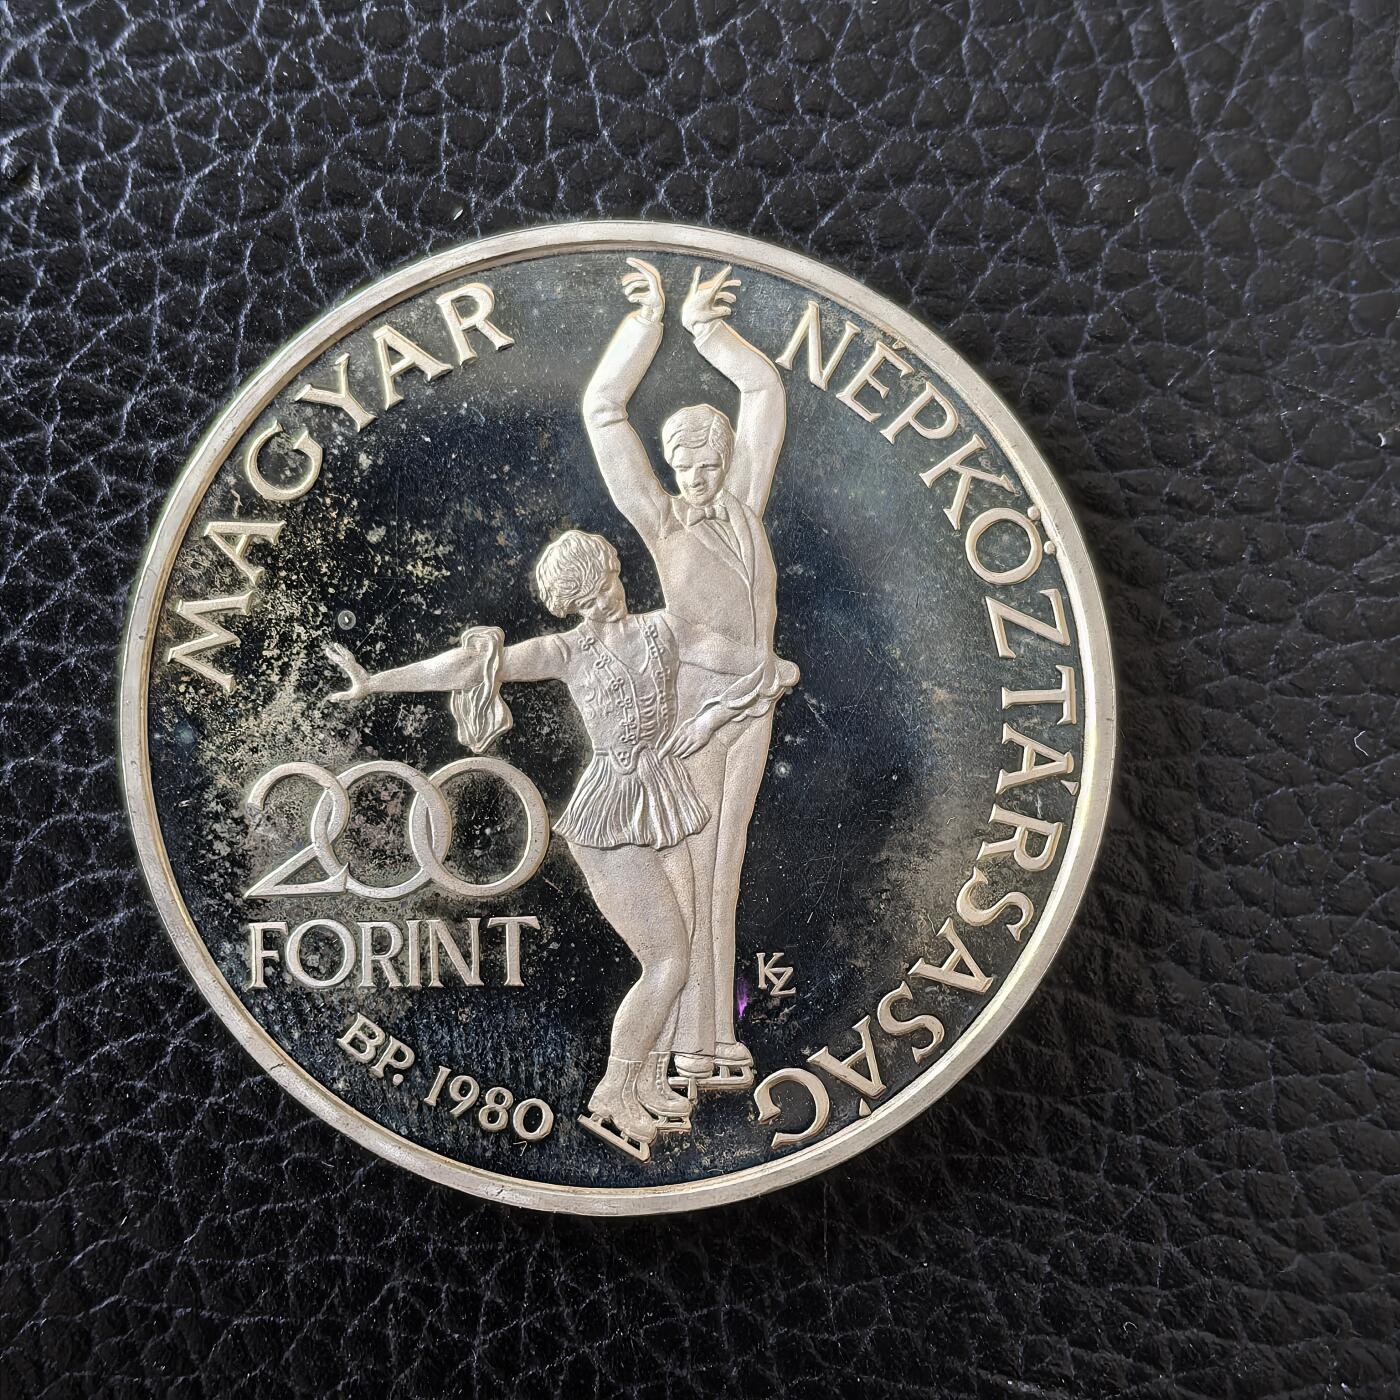 MAGYAR NÉPKÖZTÁRSASÁG
200
FORINT
BP. 1980
KZ